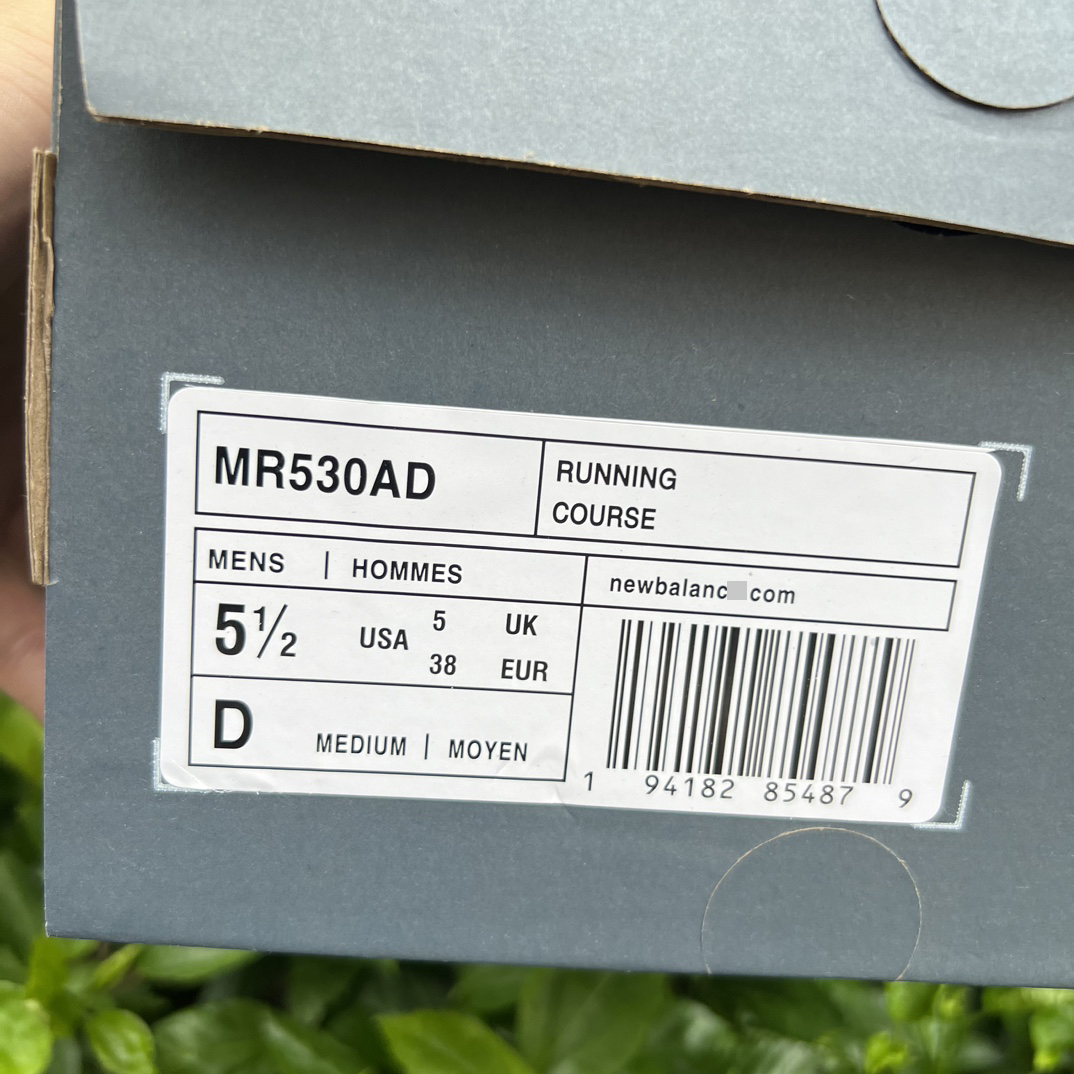 MR530AD
RUNNING
COURSE
MENS | HOMMES
newbalanc com
5½ USA 5 UK
38 EUR
D MEDIUM | MOYEN
1 94182 85487 9